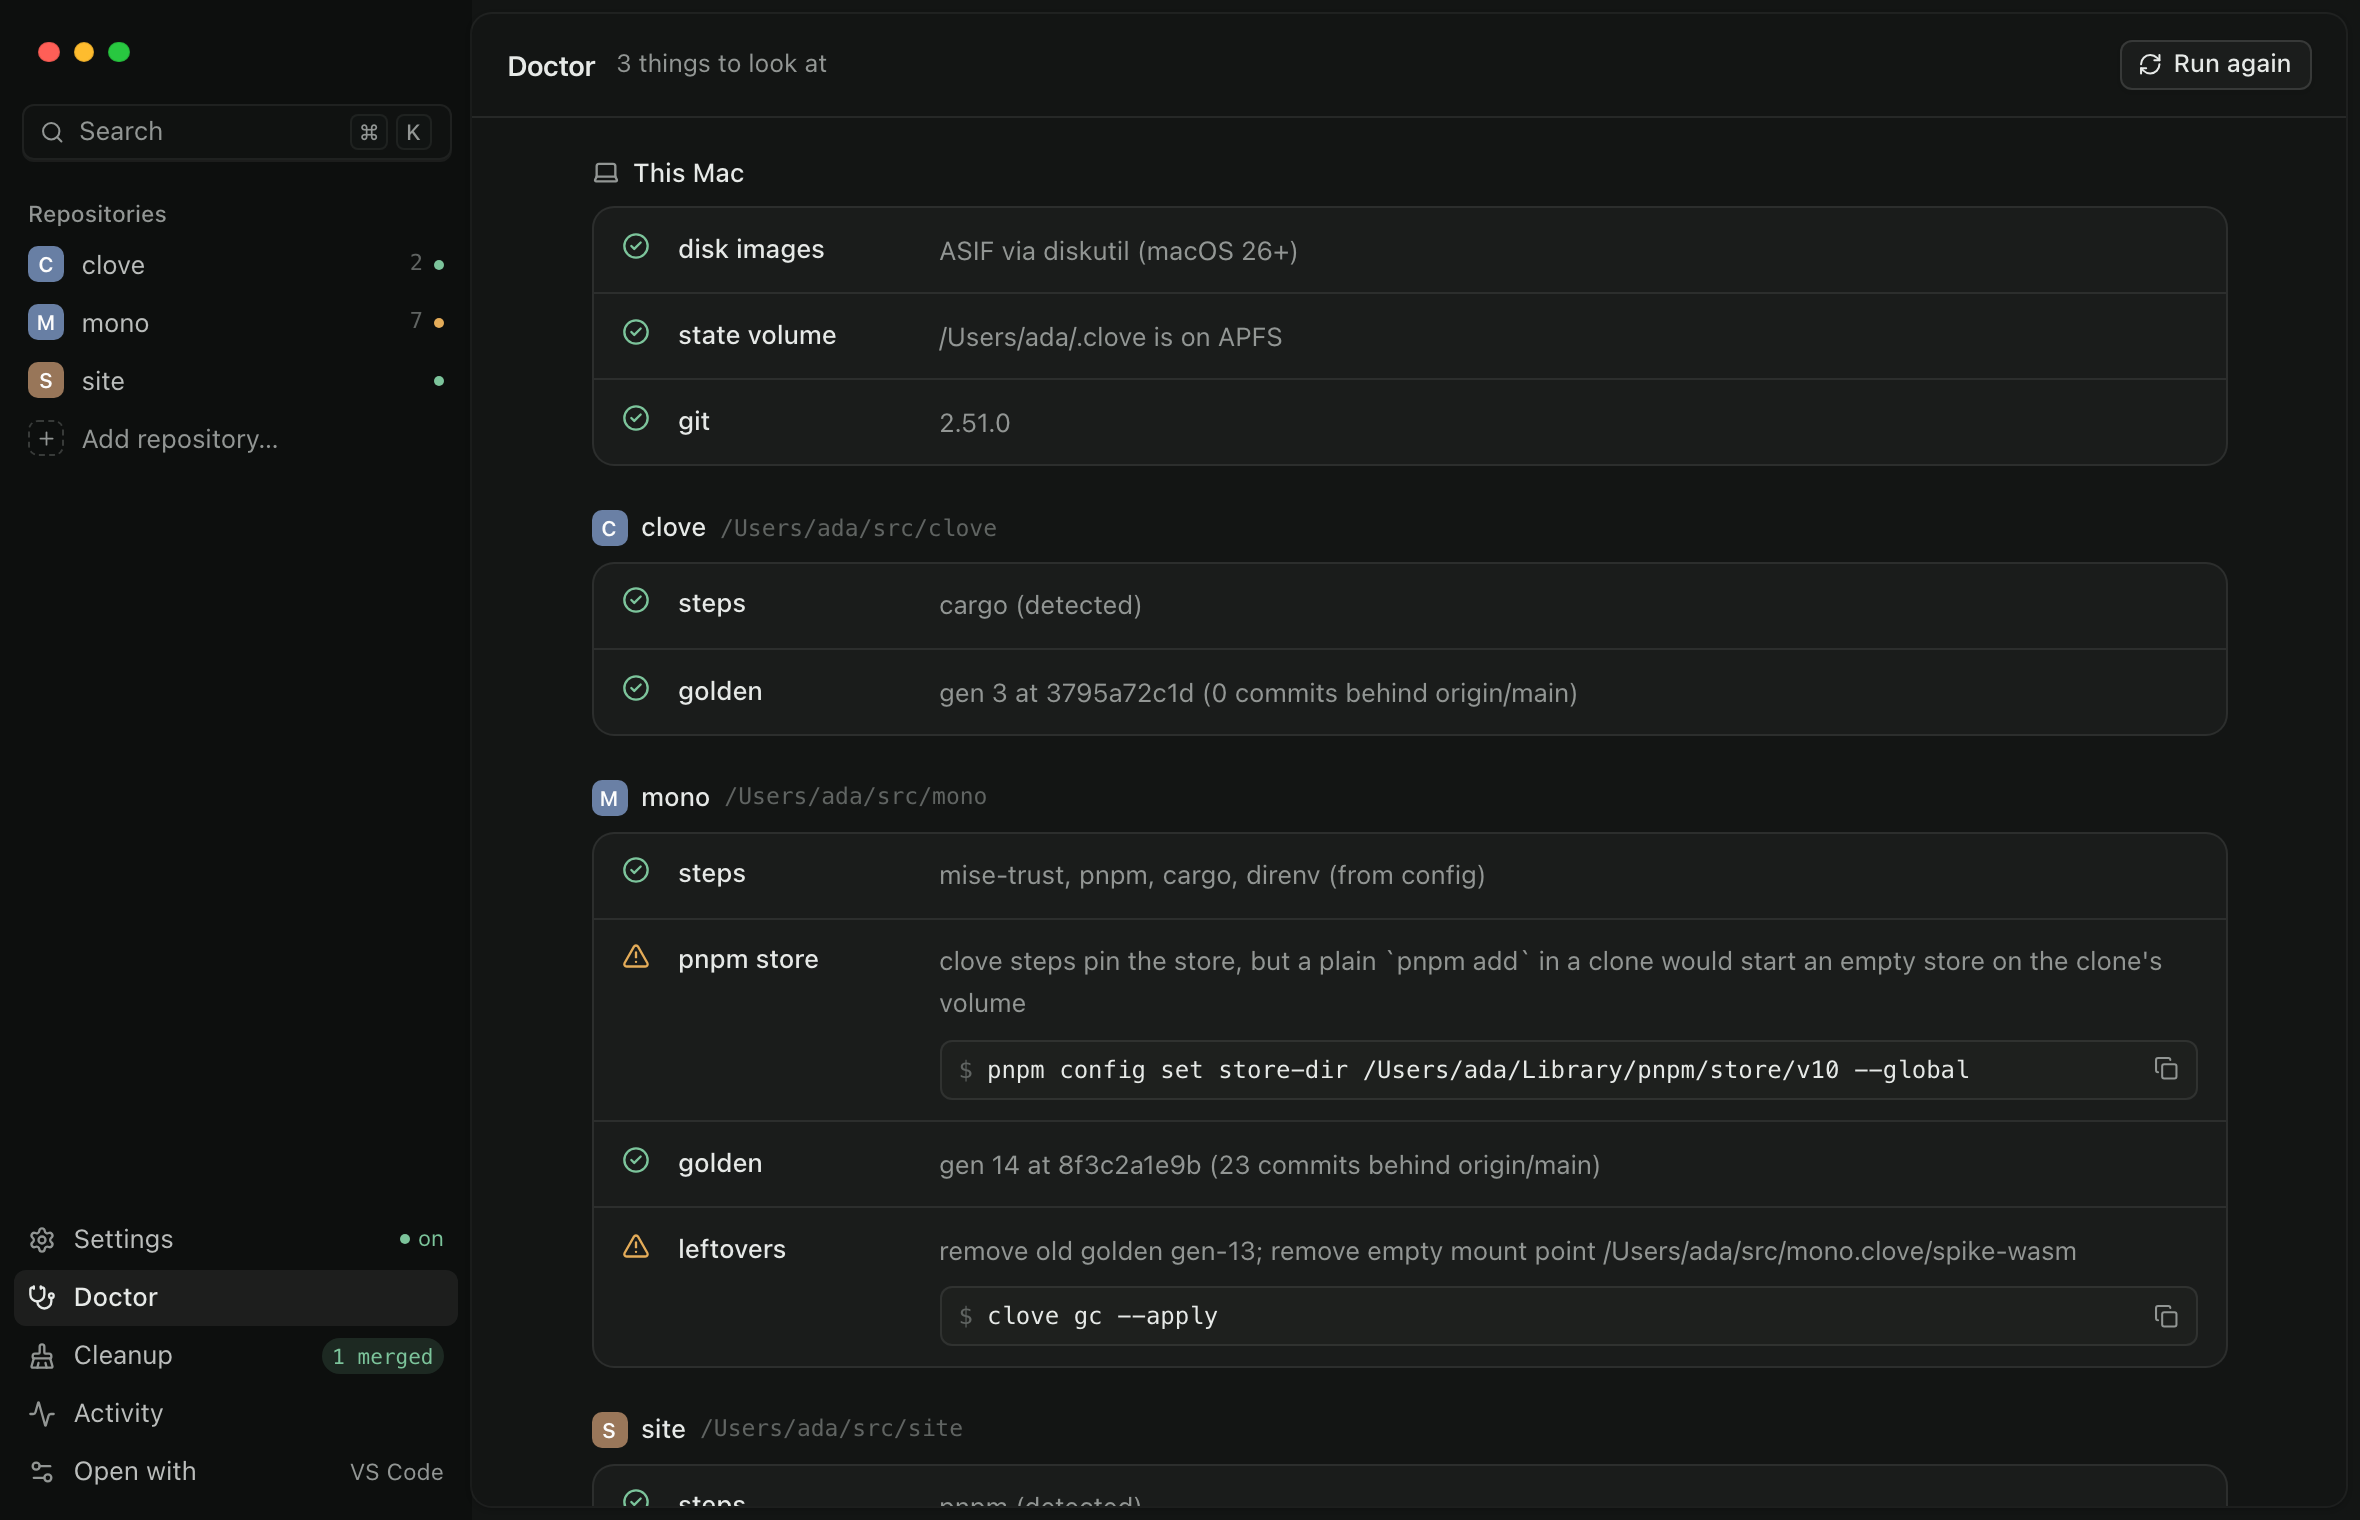 Search ⌘ K
Repositories
C clove 2
M mono 7
S site
+ Add repository...
Settings on
Doctor
Cleanup 1 merged
Activity
Open with VS Code
Doctor 3 things to look at
Run again
This Mac
disk images ASIF via diskutil (macOS 26+)
state volume /Users/ada/.clove is on APFS
git 2.51.0
C clove /Users/ada/src/clove
steps cargo (detected)
golden gen 3 at 3795a72c1d (0 commits behind origin/main)
M mono /Users/ada/src/mono
steps mise-trust, pnpm, cargo, direnv (from config)
pnpm store clove steps pin the store, but a plain `pnpm add` in a clone would start an empty store on the clone's
volume
$ pnpm config set store-dir /Users/ada/Library/pnpm/store/v10 --global
golden gen 14 at 8f3c2a1e9b (23 commits behind origin/main)
leftovers remove old golden gen-13; remove empty mount point /Users/ada/src/mono.clove/spike-wasm
$ clove gc --apply
S site /Users/ada/src/site
steps pnpm (detected)